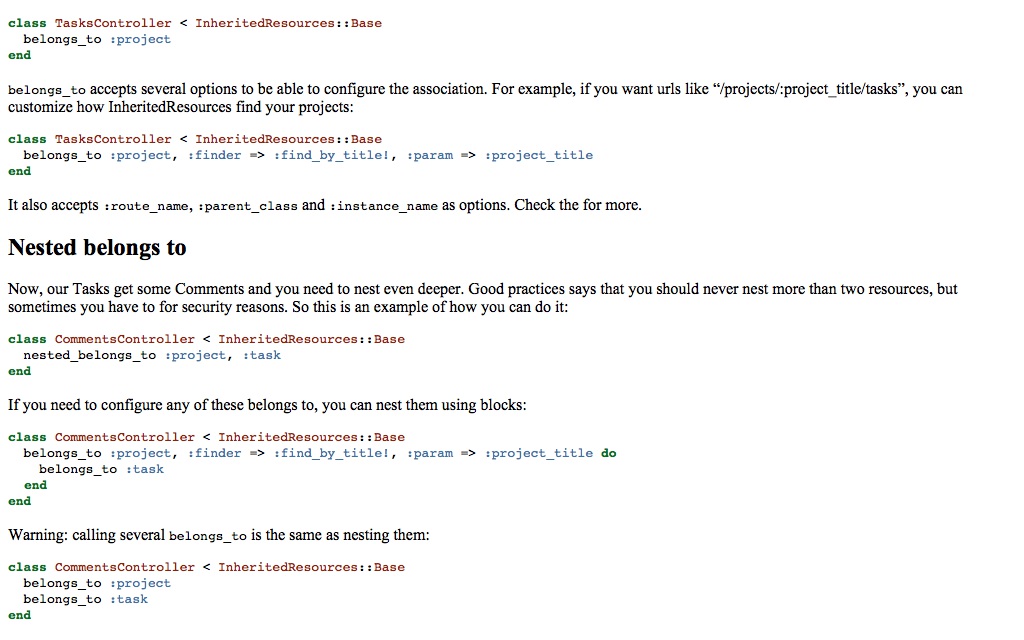 class TasksController < InheritedResources::Base
  belongs_to :project
end
belongs_to accepts several options to be able to configure the association. For example, if you want urls like “/projects/:project_title/tasks”, you can
customize how InheritedResources find your projects:
class TasksController < InheritedResources::Base
  belongs_to :project, :finder => :find_by_title!, :param => :project_title
end
It also accepts :route_name, :parent_class and :instance_name as options. Check the for more.
Nested belongs to
Now, our Tasks get some Comments and you need to nest even deeper. Good practices says that you should never nest more than two resources, but
sometimes you have to for security reasons. So this is an example of how you can do it:
class CommentsController < InheritedResources::Base
  nested_belongs_to :project, :task
end
If you need to configure any of these belongs to, you can nest them using blocks:
class CommentsController < InheritedResources::Base
  belongs_to :project, :finder => :find_by_title!, :param => :project_title do
    belongs_to :task
  end
end
Warning: calling several belongs_to is the same as nesting them:
class CommentsController < InheritedResources::Base
  belongs_to :project
  belongs_to :task
end